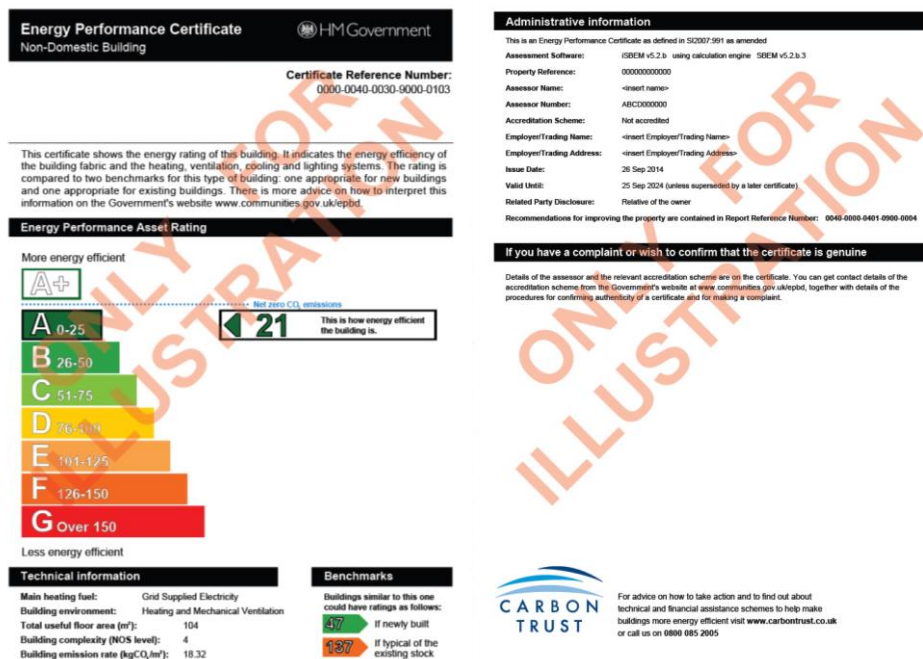 Energy Performance Certificate
Non-Domestic Building
HM Government
Certificate Reference Number:
0000-0040-0030-9000-0103
This certificate shows the energy rating of this building. It indicates the energy efficiency of
the building fabric and the heating, ventilation, cooling and lighting systems. The rating is
compared to two benchmarks for this type of building: one appropriate for new buildings
and one appropriate for existing buildings. There is more advice on how to interpret this
information on the Government's website www.communities.gov.uk/epbd.
Energy Performance Asset Rating
More energy efficient
A+
Net zero CO₂ emissions
A 0-25
21
This is how energy efficient
the building is.
B 26-50
C 51-75
D 76-100
E 101-125
F 126-150
G Over 150
Less energy efficient
Technical information
Main heating fuel: Grid Supplied Electricity
Building environment: Heating and Mechanical Ventilation
Total useful floor area (m²): 104
Building complexity (NOS level): 4
Building emission rate (kgCO₂/m²): 18.32
Benchmarks
Buildings similar to this one
could have ratings as follows:
47 If newly built
137 If typical of the
existing stock
ONLY FOR
ILLUSTRATION
Administrative information
This is an Energy Performance Certificate as defined in SI2007:991 as amended
Assessment Software: iSBEM v5.2.b using calculation engine SBEM v5.2.b.3
Property Reference: 000000000000
Assessor Name: <insert name>
Assessor Number: ABCD000000
Accreditation Scheme: Not accredited
Employer/Trading Name: <insert Employer/Trading Name>
Employer/Trading Address: <insert Employer/Trading Address>
Issue Date: 26 Sep 2014
Valid Until: 25 Sep 2024 (unless superseded by a later certificate)
Related Party Disclosure: Relative of the owner
Recommendations for improving the property are contained in Report Reference Number: 0040-0000-0401-0900-0004
If you have a complaint or wish to confirm that the certificate is genuine
Details of the assessor and the relevant accreditation scheme are on the certificate. You can get contact details of the
accreditation scheme from the Government's website at www.communities.gov.uk/epbd, together with details of the
procedures for confirming authenticity of a certificate and for making a complaint.
ONLY FOR
ILLUSTRATION
CARBON
TRUST
For advice on how to take action and to find out about
technical and financial assistance schemes to help make
buildings more energy efficient visit www.carbontrust.co.uk
or call us on 0800 085 2005